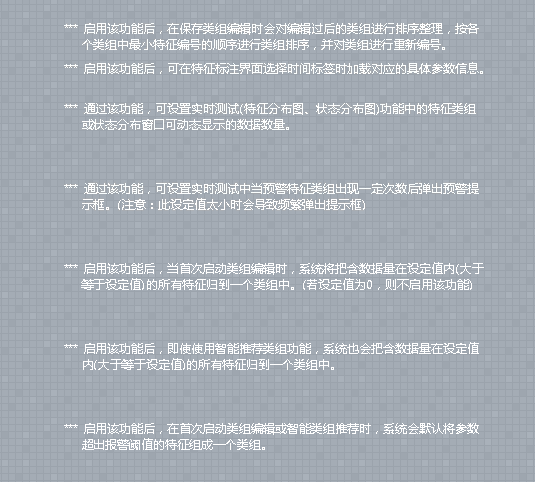 *** 启用该功能后，在保存类组编辑时会对编辑过后的类组进行排序整理，按各
个类组中最小特征编号的顺序进行类组排序，并对类组进行重新编号。
*** 启用该功能后，可在特征标注界面选择时间标签时加载对应的具体参数信息。
*** 通过该功能，可设置实时测试(特征分布图、状态分布图)功能中的特征类组
或状态分布窗口可动态显示的数据数量。
*** 通过该功能，可设置实时测试中当预警特征类组出现一定次数后弹出预警提
示框。(注意：此设定值太小时会导致频繁弹出提示框)
*** 启用该功能后，当首次启动类组编辑时，系统将把含数据量在设定值内(大于
等于设定值)的所有特征归到一个类组中。(若设定值为0，则不启用该功能)
*** 启用该功能后，即使使用智能推荐类组功能，系统也会把含数据量在设定值
内(大于等于设定值)的所有特征归到一个类组中。
*** 启用该功能后，在首次启动类组编辑或智能类组推荐时，系统会默认将参数
超出报警阈值的特征组成一个类组。